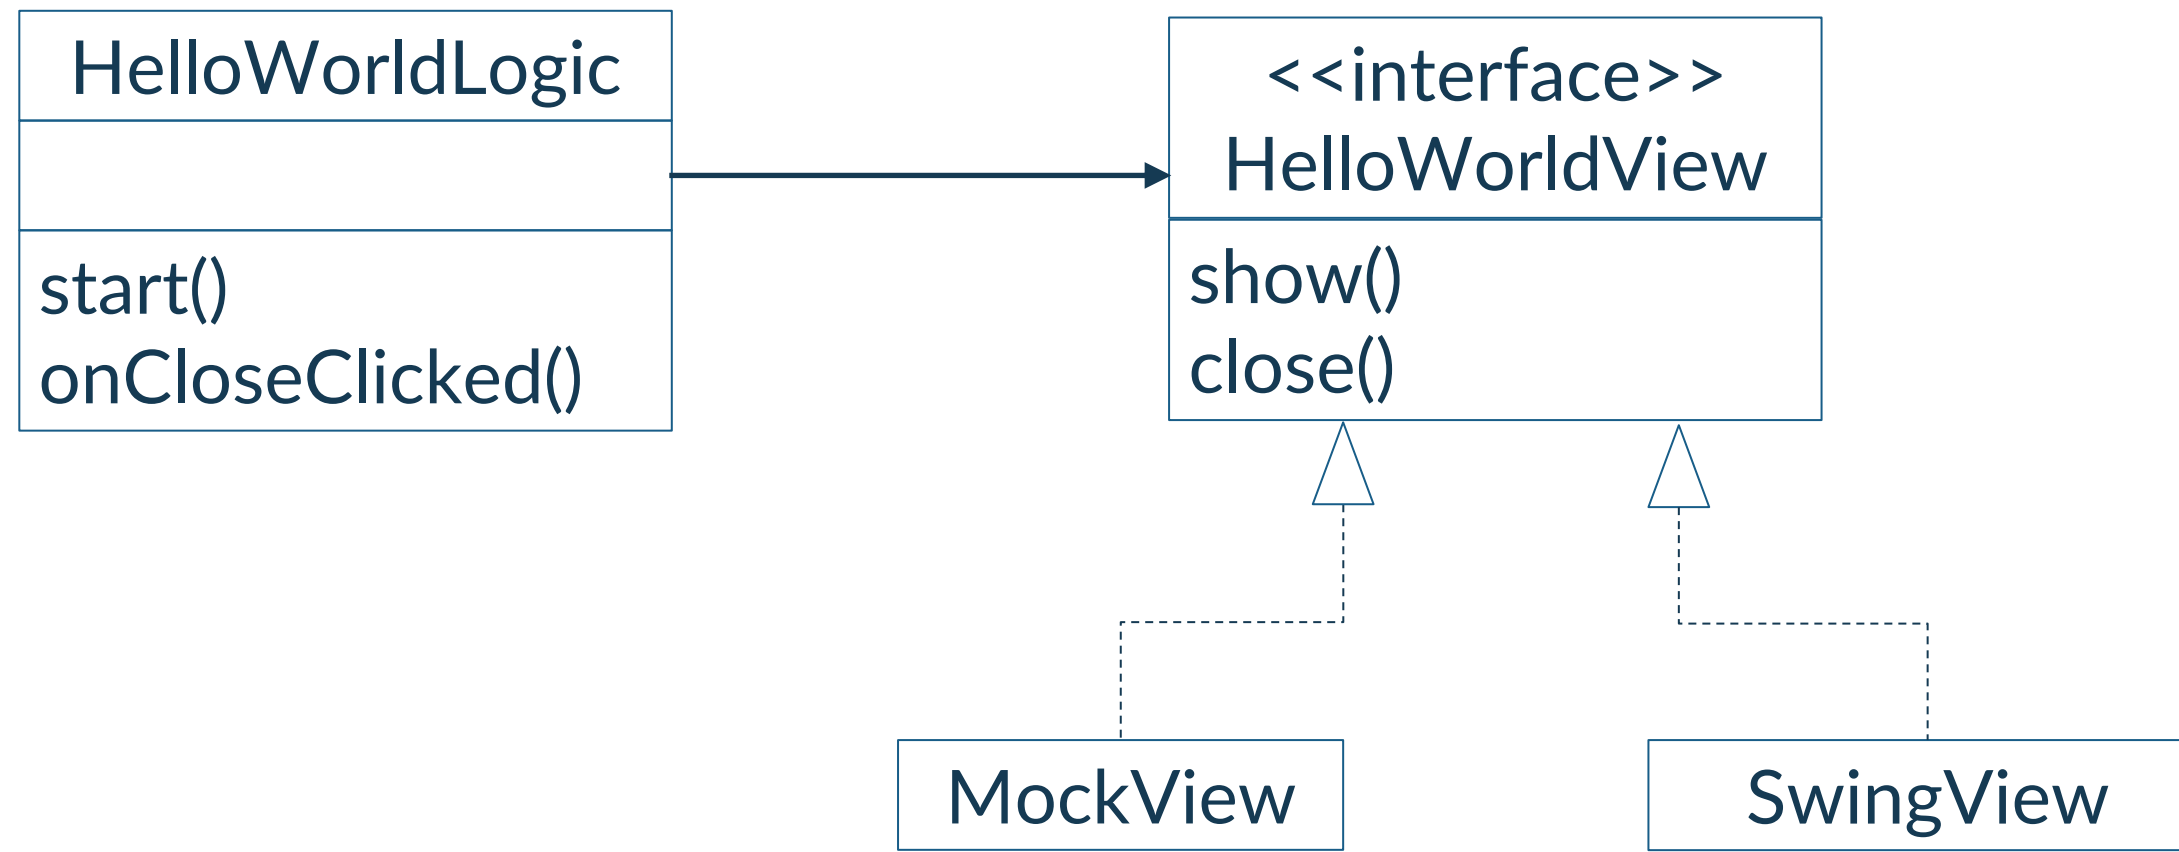 HelloWorldLogic
start()
onCloseClicked()
<<interface>>
HelloWorldView
show()
close()
MockView
SwingView